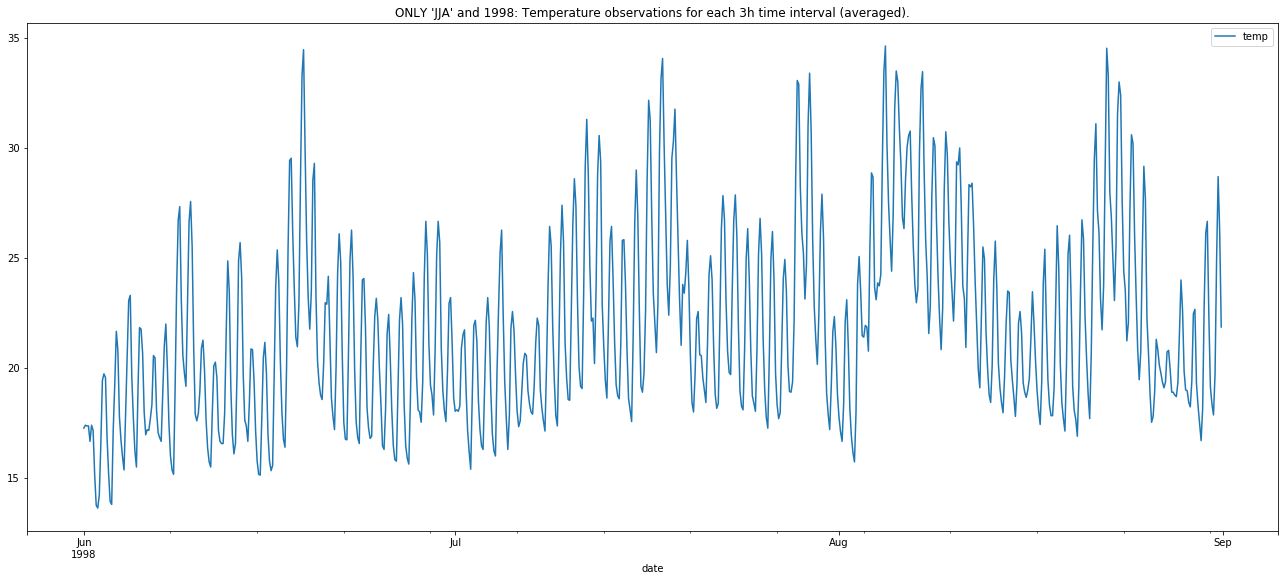 ONLY 'JJA' and 1998: Temperature observations for each 3h time interval (averaged).
temp
35
30
25
20
15
Jun
1998
Jul
Aug
Sep
date